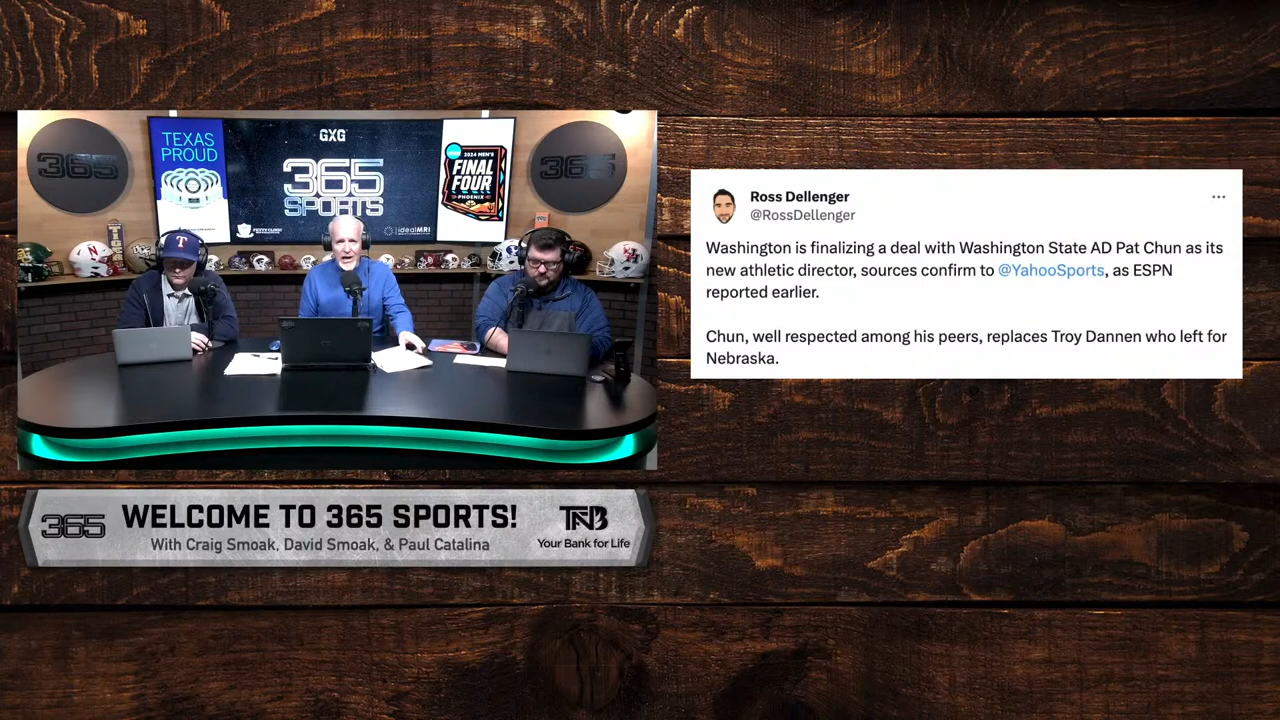 365
TEXAS
PROUD
GXG
365
SPORTS
2024 MEN'S
FINAL
FOUR
PHOENIX
365
idealMRI
T
N
TIGERS
365
WELCOME TO 365 SPORTS!
With Craig Smoak, David Smoak, & Paul Catalina
TFNB
Your Bank for Life
Ross Dellenger
@RossDellenger
Washington is finalizing a deal with Washington State AD Pat Chun as its
new athletic director, sources confirm to @YahooSports, as ESPN
reported earlier.
Chun, well respected among his peers, replaces Troy Dannen who left for
Nebraska.